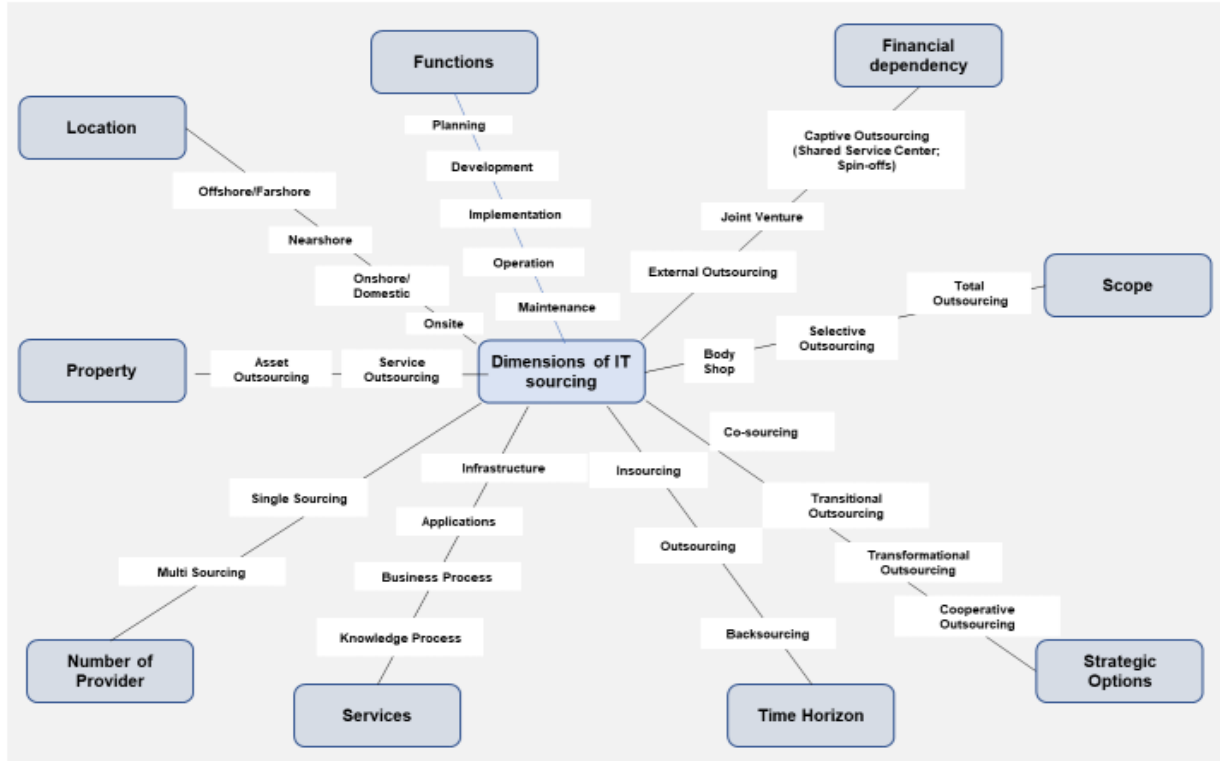 Functions
Financial
dependency
Location
Planning
Captive Outsourcing
(Shared Service Center;
Spin-offs)
Development
Offshore/Farshore
Implementation
Joint Venture
Nearshore
Operation
External Outsourcing
Onshore/
Domestic
Total
Outsourcing
Scope
Maintenance
Onsite
Selective
Outsourcing
Property
Asset
Outsourcing
Service
Outsourcing
Dimensions of IT
sourcing
Body
Shop
Co-sourcing
Infrastructure
Insourcing
Single Sourcing
Transitional
Outsourcing
Applications
Outsourcing
Transformational
Outsourcing
Multi Sourcing
Business Process
Cooperative
Outsourcing
Knowledge Process
Backsourcing
Number of
Provider
Strategic
Options
Services
Time Horizon